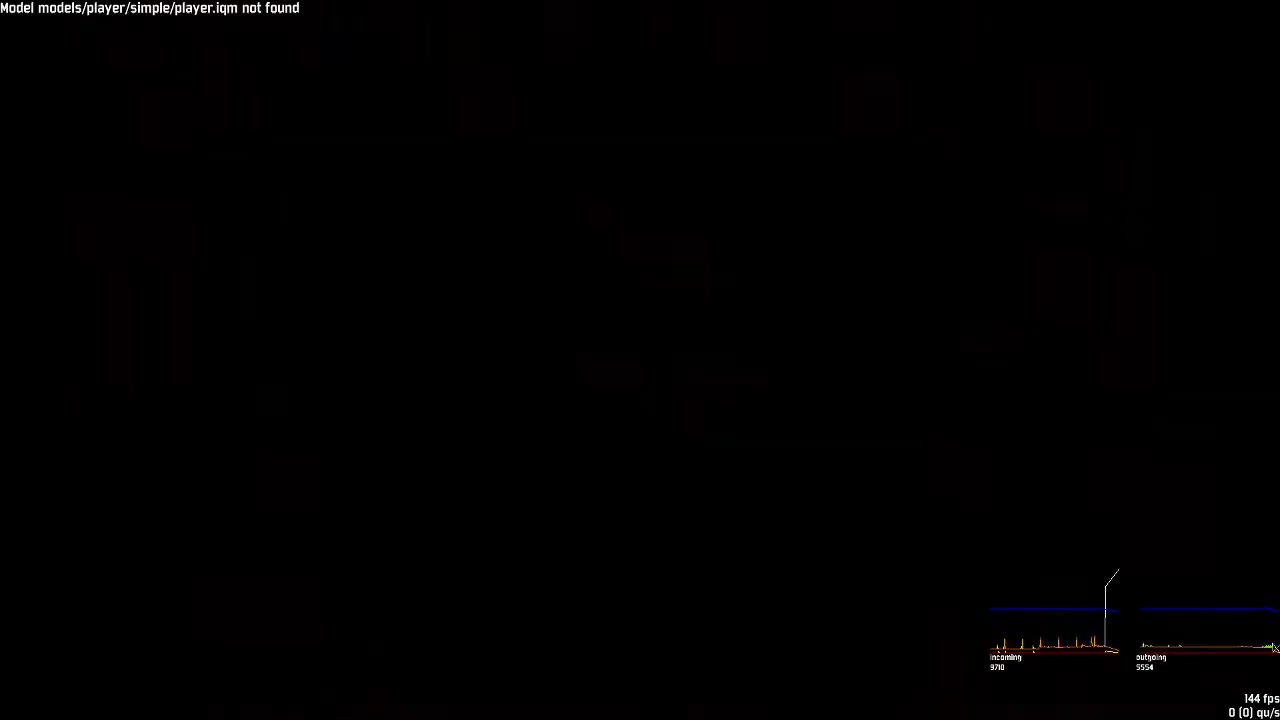 Model models/player/simple/player.iqm not found
incoming
9710
outgoing
5554
144 fps
0 (0) qu/s